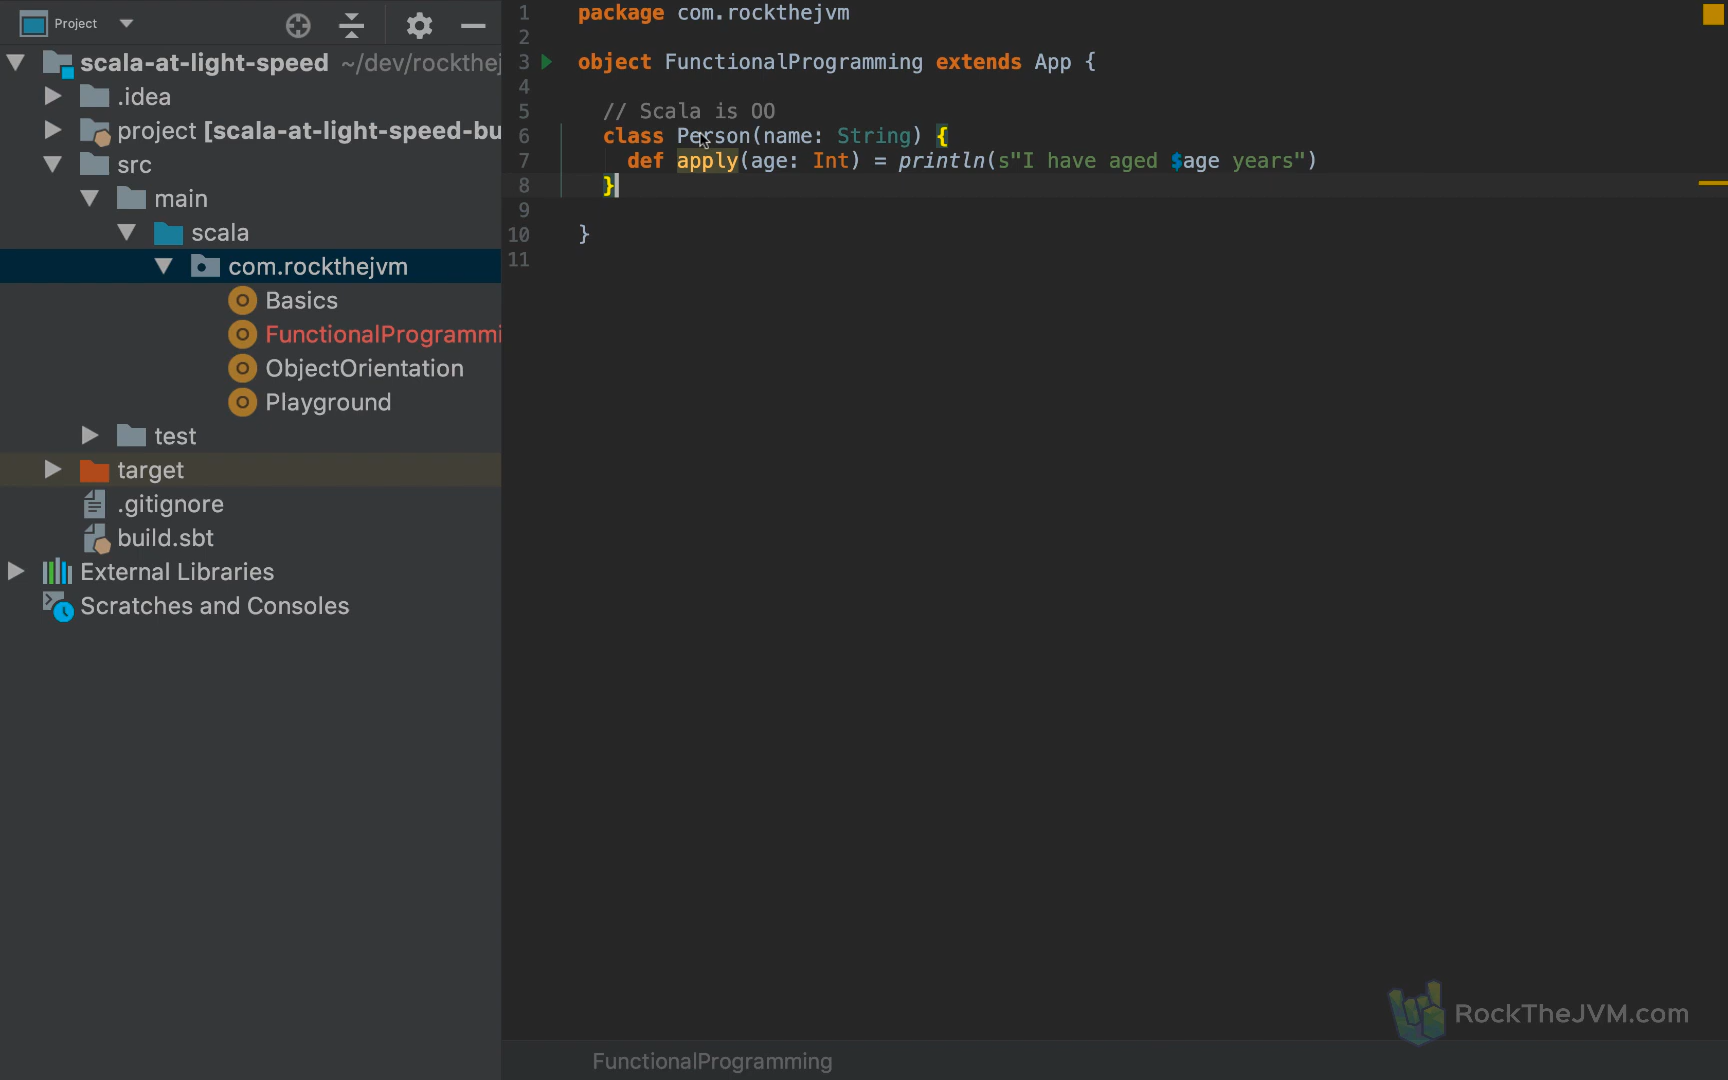 Project
scala-at-light-speed ~/dev/rockthej
.idea
project [scala-at-light-speed-bu
src
main
scala
com.rockthejvm
Basics
FunctionalProgrammi
ObjectOrientation
Playground
test
target
.gitignore
build.sbt
External Libraries
Scratches and Consoles
1 package com.rockthejvm
2
3 object FunctionalProgramming extends App {
4
5 // Scala is OO
6 class Person(name: String) {
7 def apply(age: Int) = println(s"I have aged $age years")
8 }
9
10 }
11
RockTheJVM.com
FunctionalProgramming